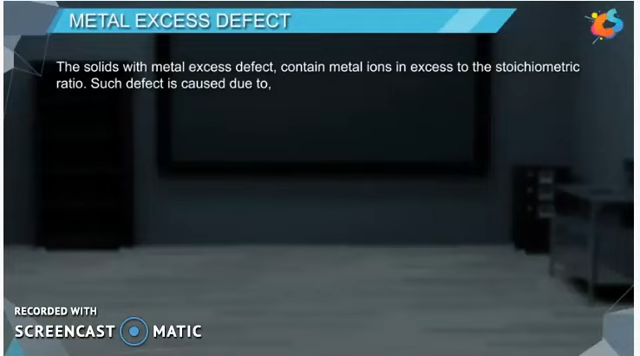 METAL EXCESS DEFECT
The solids with metal excess defect, contain metal ions in excess to the stoichiometric
ratio. Such defect is caused due to,
RECORDED WITH
SCREENCAST MATIC